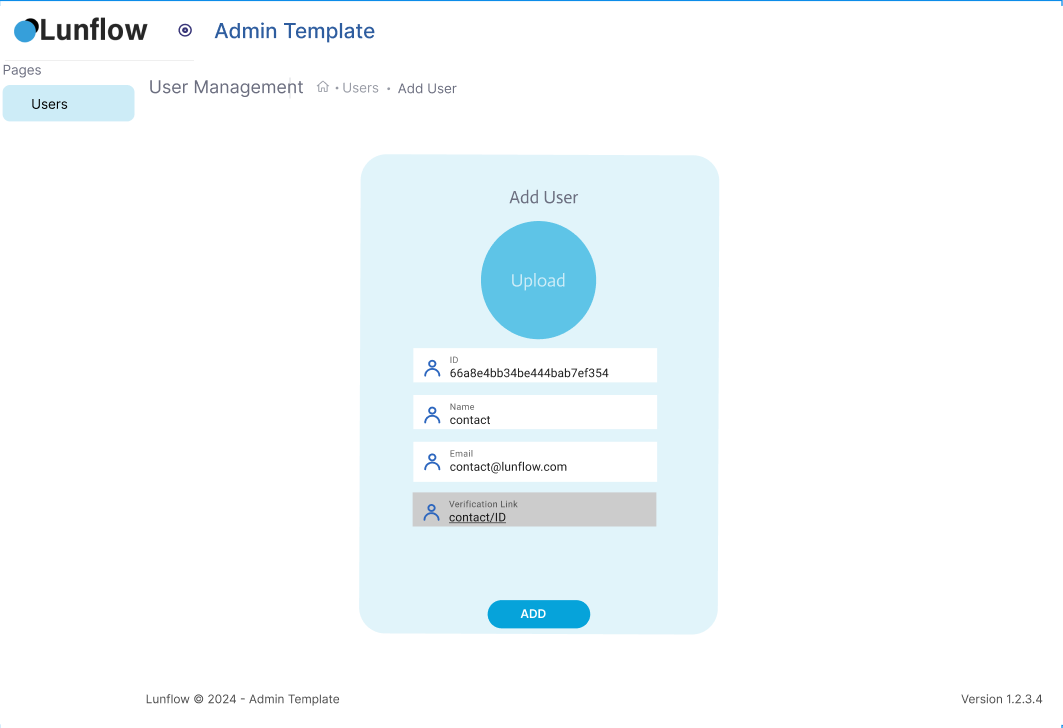 Lunflow
Admin Template
Pages
Users
User Management • Users • Add User
Add User
Upload
ID
66a8e4bb34be444bab7ef354
Name
contact
Email
contact@lunflow.com
Verification Link
contact/ID
ADD
Lunflow © 2024 - Admin Template
Version 1.2.3.4